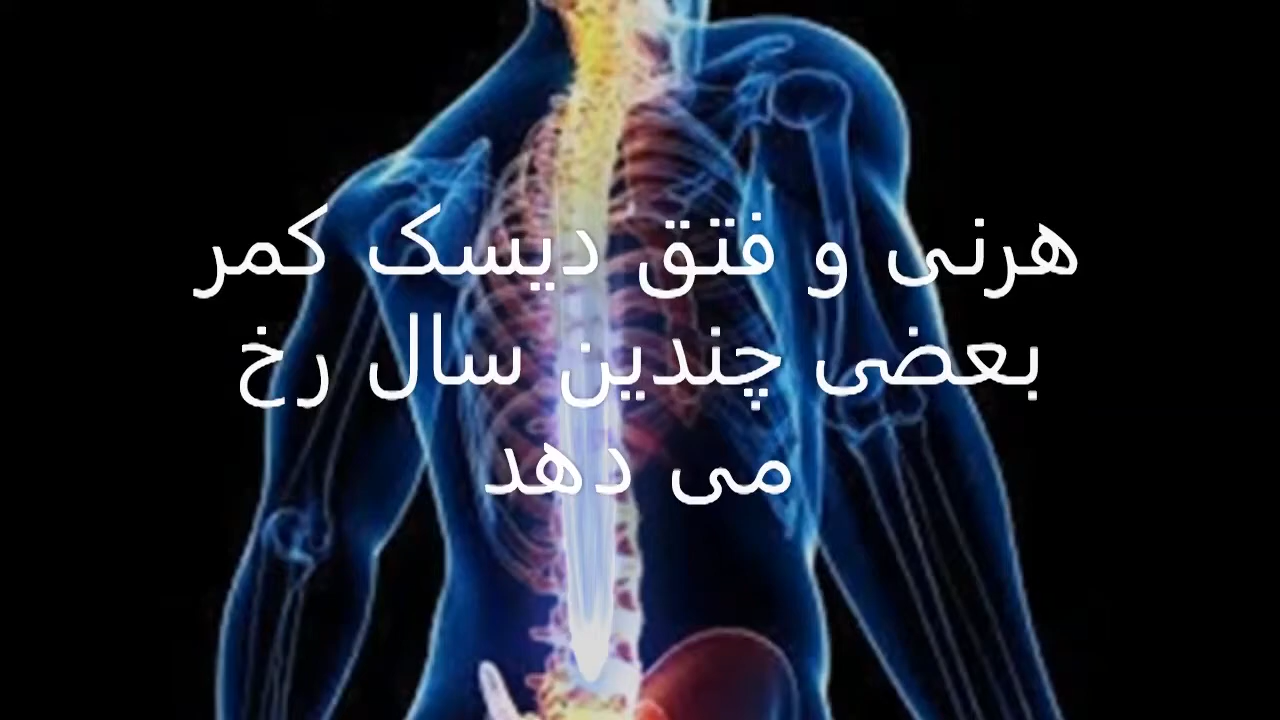 هرنی و فتق دیسک کمر
بعضی چندین سال رخ
می دهد